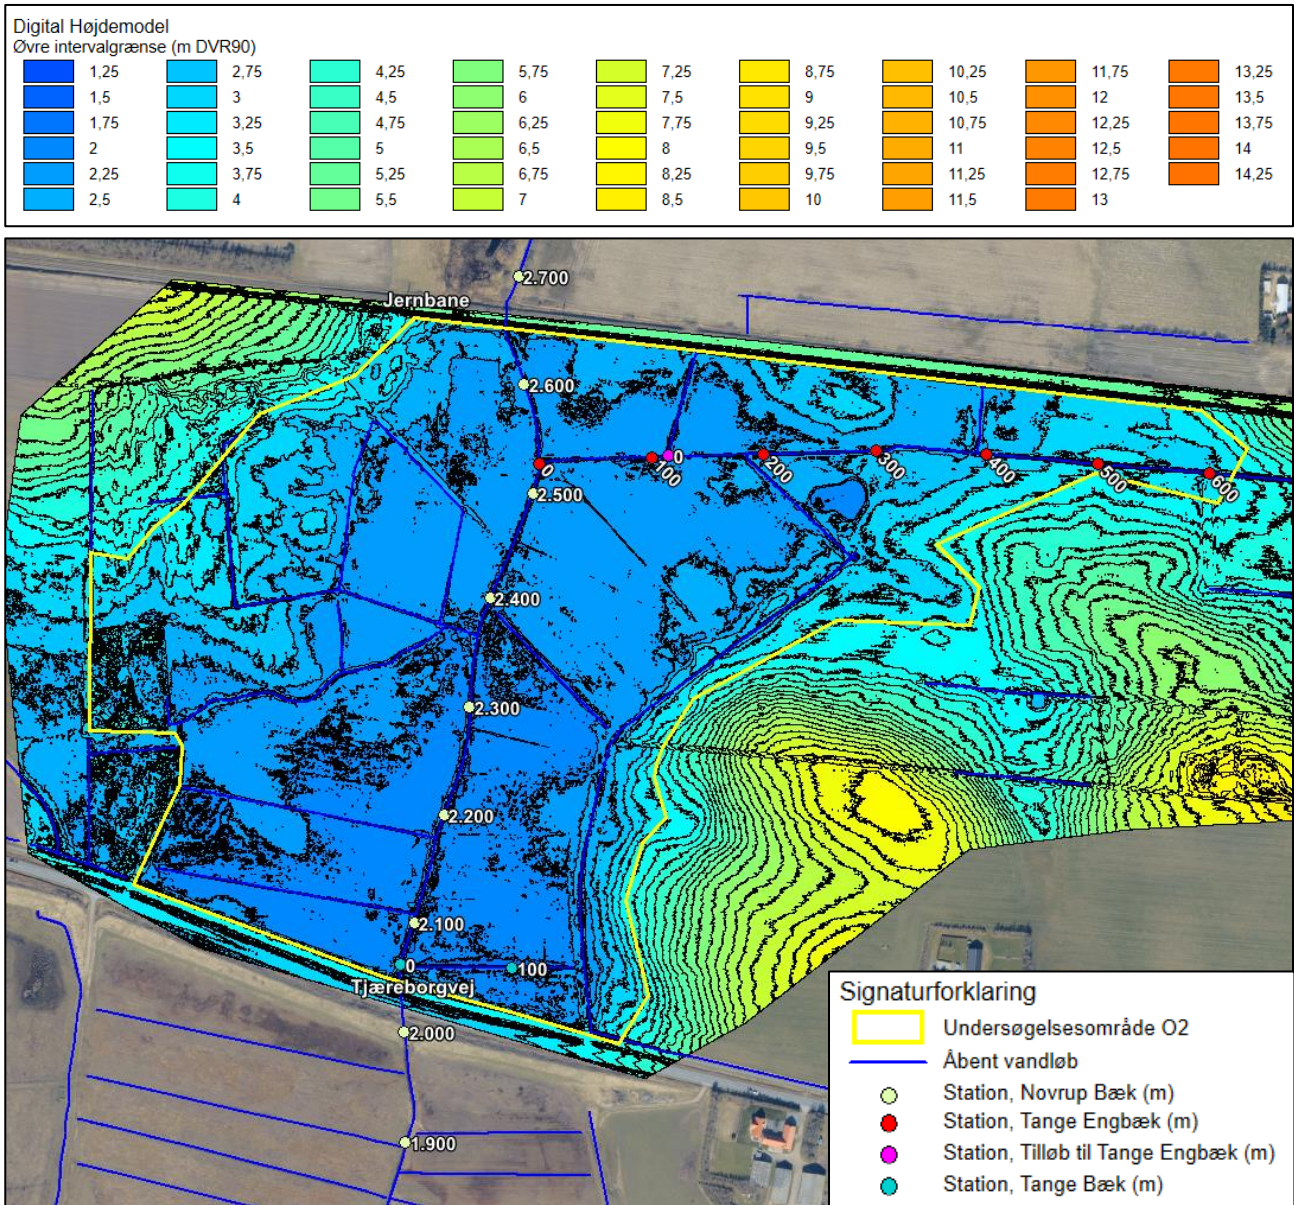 Digital Højdemodel
Øvre intervalgrænse (m DVR90)
1,25 2,75 4,25 5,75 7,25 8,75 10,25 11,75 13,25
1,5 3 4,5 6 7,5 9 10,5 12 13,5
1,75 3,25 4,75 6,25 7,75 9,25 10,75 12,25 13,75
2 3,5 5 6,5 8 9,5 11 12,5 14
2,25 3,75 5,25 6,75 8,25 9,75 11,25 12,75 14,25
2,5 4 5,5 7 8,5 10 11,5 13
2.700
Jernbane
2.600
0 100 0 200 300 400 500 600
2.500
2.400
2.300
2.200
2.100
0 100
Tjæreborgvej
2.000
1.900
Signaturforklaring
Undersøgelsesområde O2
Åbent vandløb
Station, Novrup Bæk (m)
Station, Tange Engbæk (m)
Station, Tilløb til Tange Engbæk (m)
Station, Tange Bæk (m)